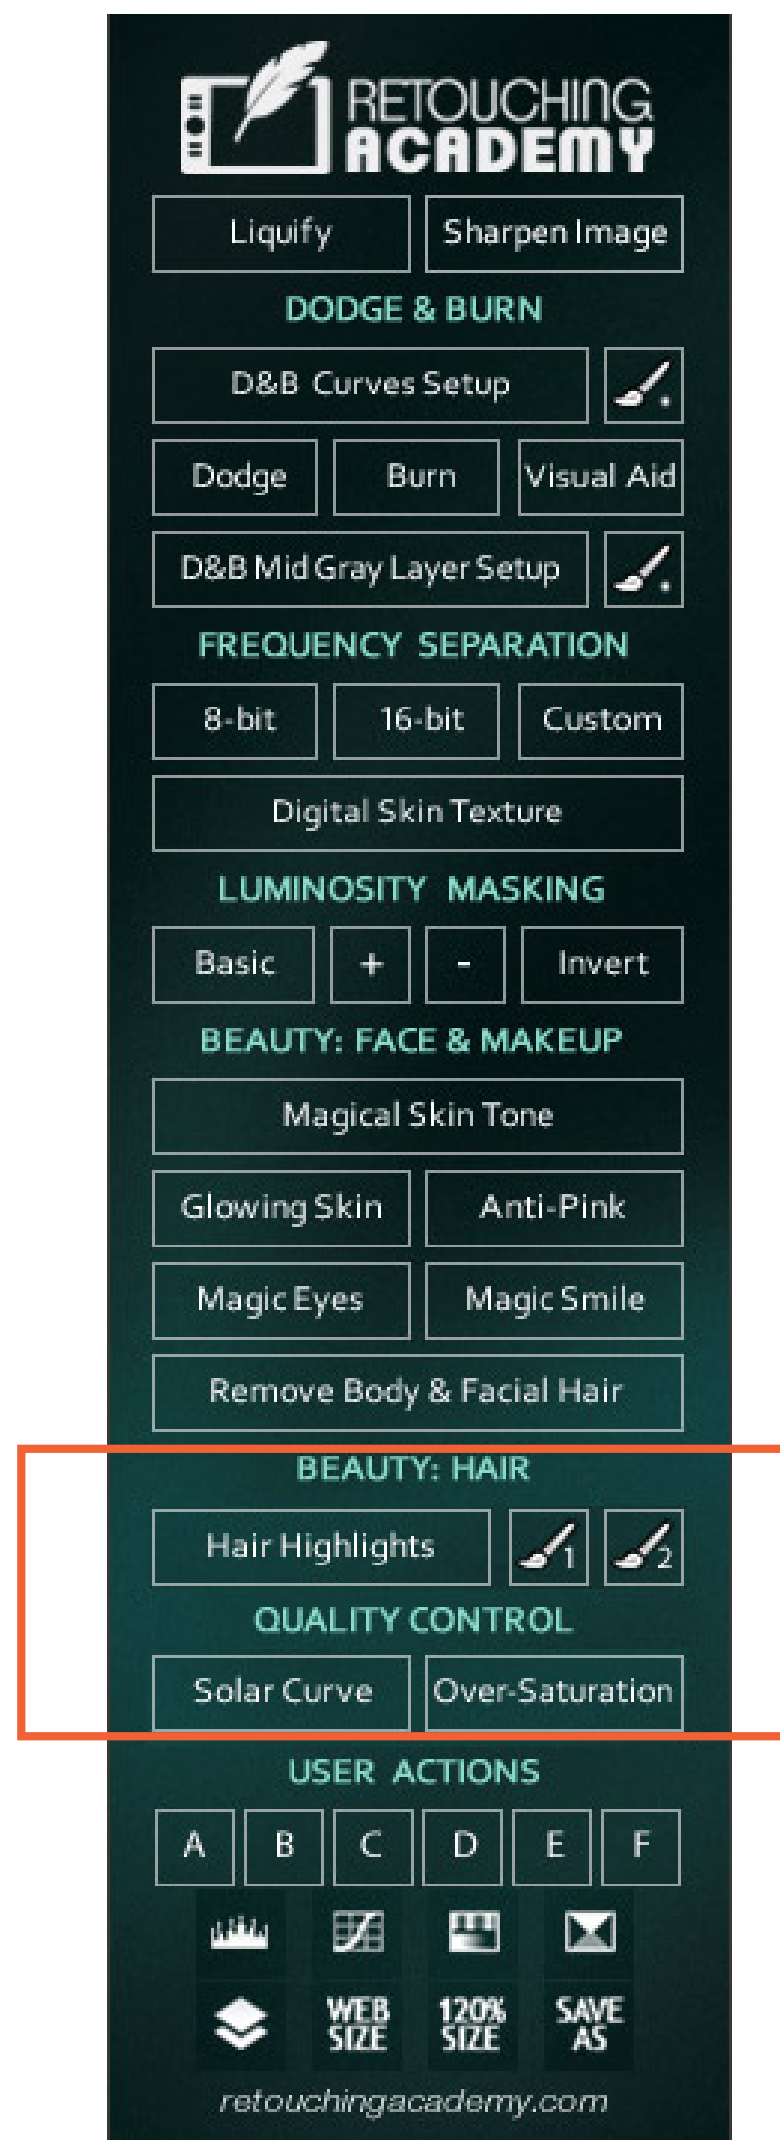 RETOUCHING
ACADEMY
Liquify Sharpen Image
DODGE & BURN
D&B Curves Setup
Dodge Burn Visual Aid
D&B Mid Gray Layer Setup
FREQUENCY SEPARATION
8-bit 16-bit Custom
Digital Skin Texture
LUMINOSITY MASKING
Basic + - Invert
BEAUTY: FACE & MAKEUP
Magical Skin Tone
Glowing Skin Anti-Pink
Magic Eyes Magic Smile
Remove Body & Facial Hair
BEAUTY: HAIR
Hair Highlights 1 2
QUALITY CONTROL
Solar Curve Over-Saturation
USER ACTIONS
A B C D E F
WEB SIZE 120% SIZE SAVE AS
retouchingacademy.com